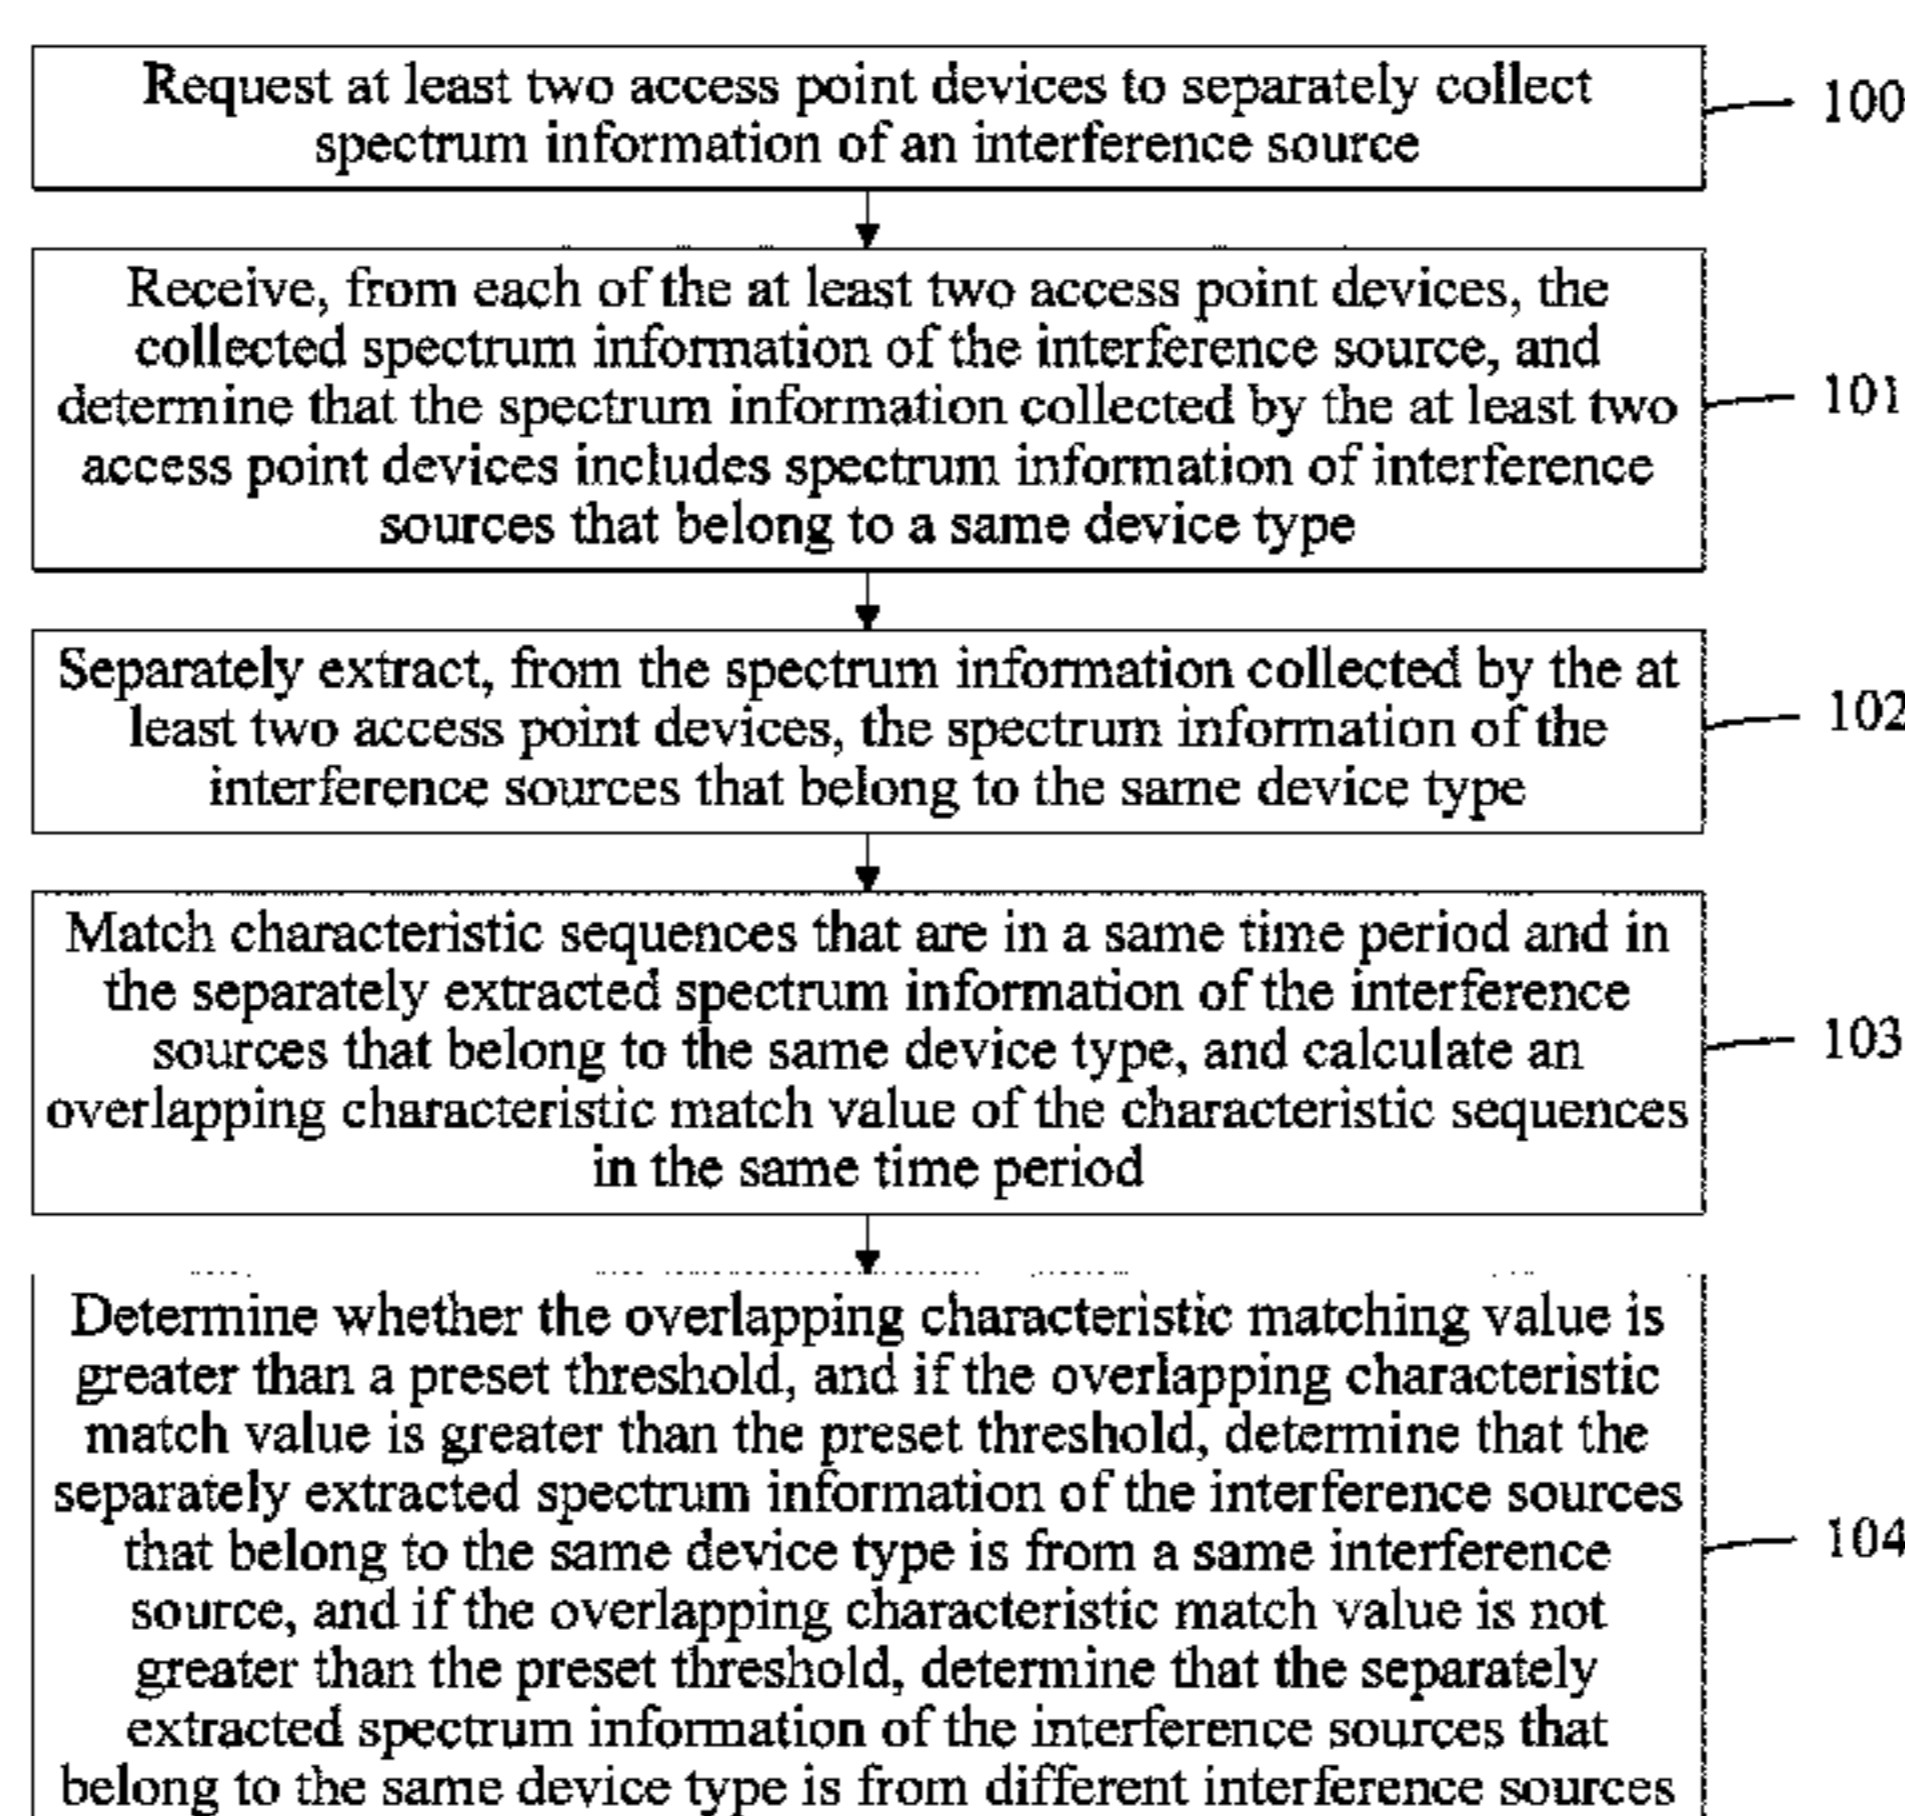 Request at least two access point devices to separately collect
spectrum information of an interference source
100
Receive, from each of the at least two access point devices, the
collected spectrum information of the interference source, and
determine that the spectrum information collected by the at least two
access point devices includes spectrum information of interference
sources that belong to a same device type
101
Separately extract, from the spectrum information collected by the at
least two access point devices, the spectrum information of the
interference sources that belong to the same device type
102
Match characteristic sequences that are in a same time period and in
the separately extracted spectrum information of the interference
sources that belong to the same device type, and calculate an
overlapping characteristic match value of the characteristic sequences
in the same time period
103
Determine whether the overlapping characteristic matching value is
greater than a preset threshold, and if the overlapping characteristic
match value is greater than the preset threshold, determine that the
separately extracted spectrum information of the interference sources
that belong to the same device type is from a same interference
source, and if the overlapping characteristic match value is not
greater than the preset threshold, determine that the separately
extracted spectrum information of the interference sources that
belong to the same device type is from different interference sources
104